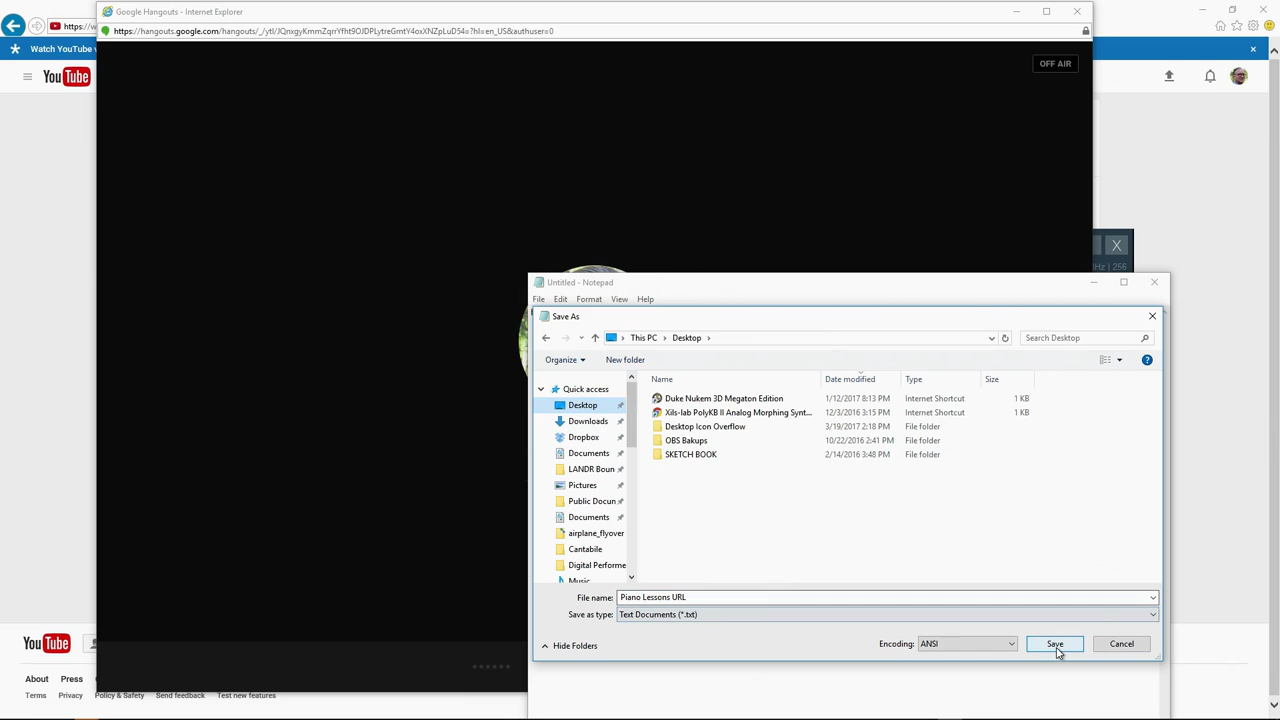 Google Hangouts - Internet Explorer
https://hangouts.google.com/hangouts/_/ytl/JQnxgyKmmZqrrYfht9OJDPLytreGmtY4oxXNZpLuD54=?hl=en_US&authuser=0
https://w
Watch YouTube v
OFF AIR
YouTube
X
Hz | 256
Untitled - Notepad
File Edit Format View Help
Save As
This PC > Desktop >
Search Desktop
Organize New folder
Name Date modified Type Size
Quick access
Desktop
Downloads
Dropbox
Documents
LANDR Boun
Pictures
Public Docun
Documents
airplane_flyover
Cantabile
Digital Performe
Music
Duke Nukem 3D Megaton Edition 1/12/2017 8:13 PM Internet Shortcut 1 KB
Xils-lab PolyKB II Analog Morphing Synt... 12/3/2016 3:15 PM Internet Shortcut 1 KB
Desktop Icon Overflow 3/19/2017 2:18 PM File folder
OBS Bakups 10/22/2016 2:41 PM File folder
SKETCH BOOK 2/14/2016 3:48 PM File folder
File name: Piano Lessons URL
Save as type: Text Documents (*.txt)
Hide Folders
Encoding: ANSI
Save
Cancel
YouTube
About Press
Terms Privacy Policy & Safety Send feedback Test new features